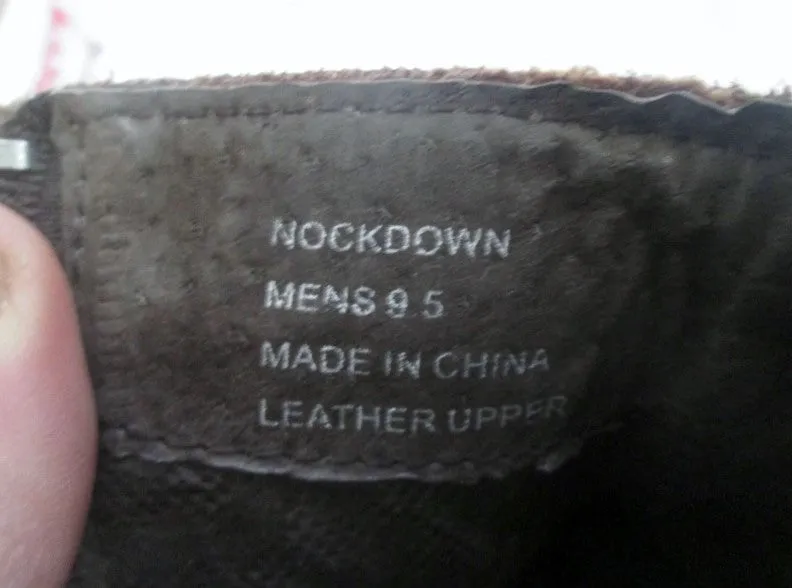 NOCKDOWN
MENS 9.5
MADE IN CHINA
LEATHER UPPER